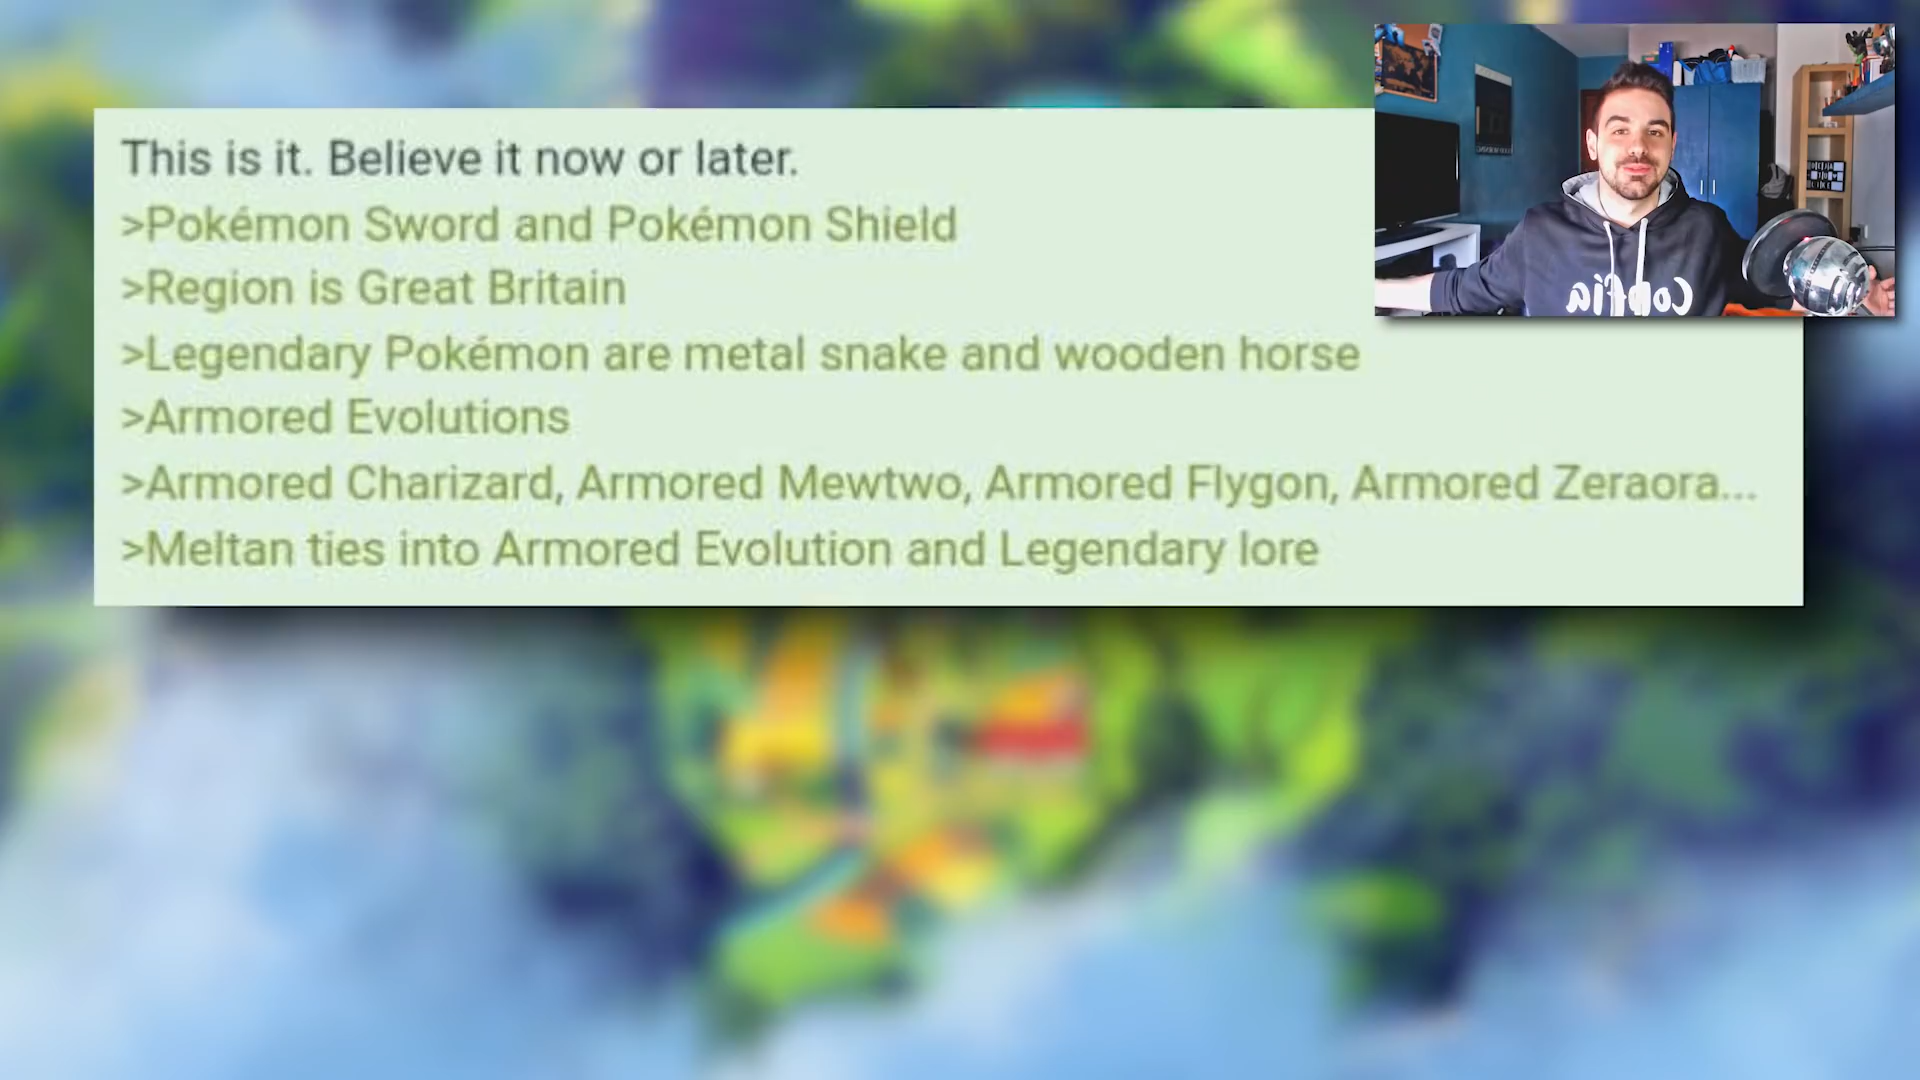 This is it. Believe it now or later.
>Pokémon Sword and Pokémon Shield
>Region is Great Britain
>Legendary Pokémon are metal snake and wooden horse
>Armored Evolutions
>Armored Charizard, Armored Mewtwo, Armored Flygon, Armored Zeraora...
>Meltan ties into Armored Evolution and Legendary lore
Confía